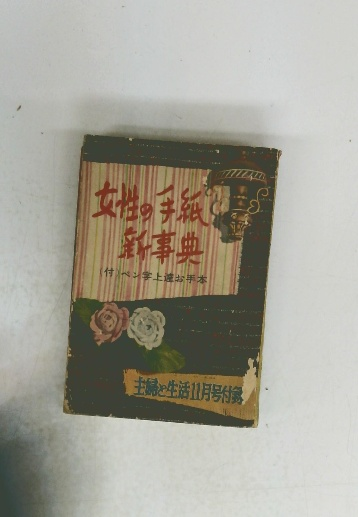 女性の手紙
新事典
(付)ペン字上達お手本
主婦と生活11月号付録